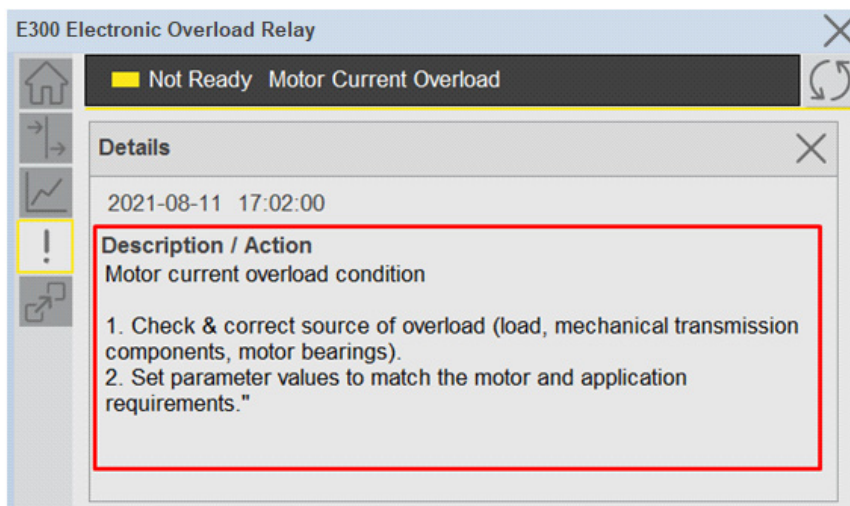 E300 Electronic Overload Relay
Not Ready Motor Current Overload
Details
2021-08-11 17:02:00
Description / Action
Motor current overload condition
1. Check & correct source of overload (load, mechanical transmission
components, motor bearings).
2. Set parameter values to match the motor and application
requirements."